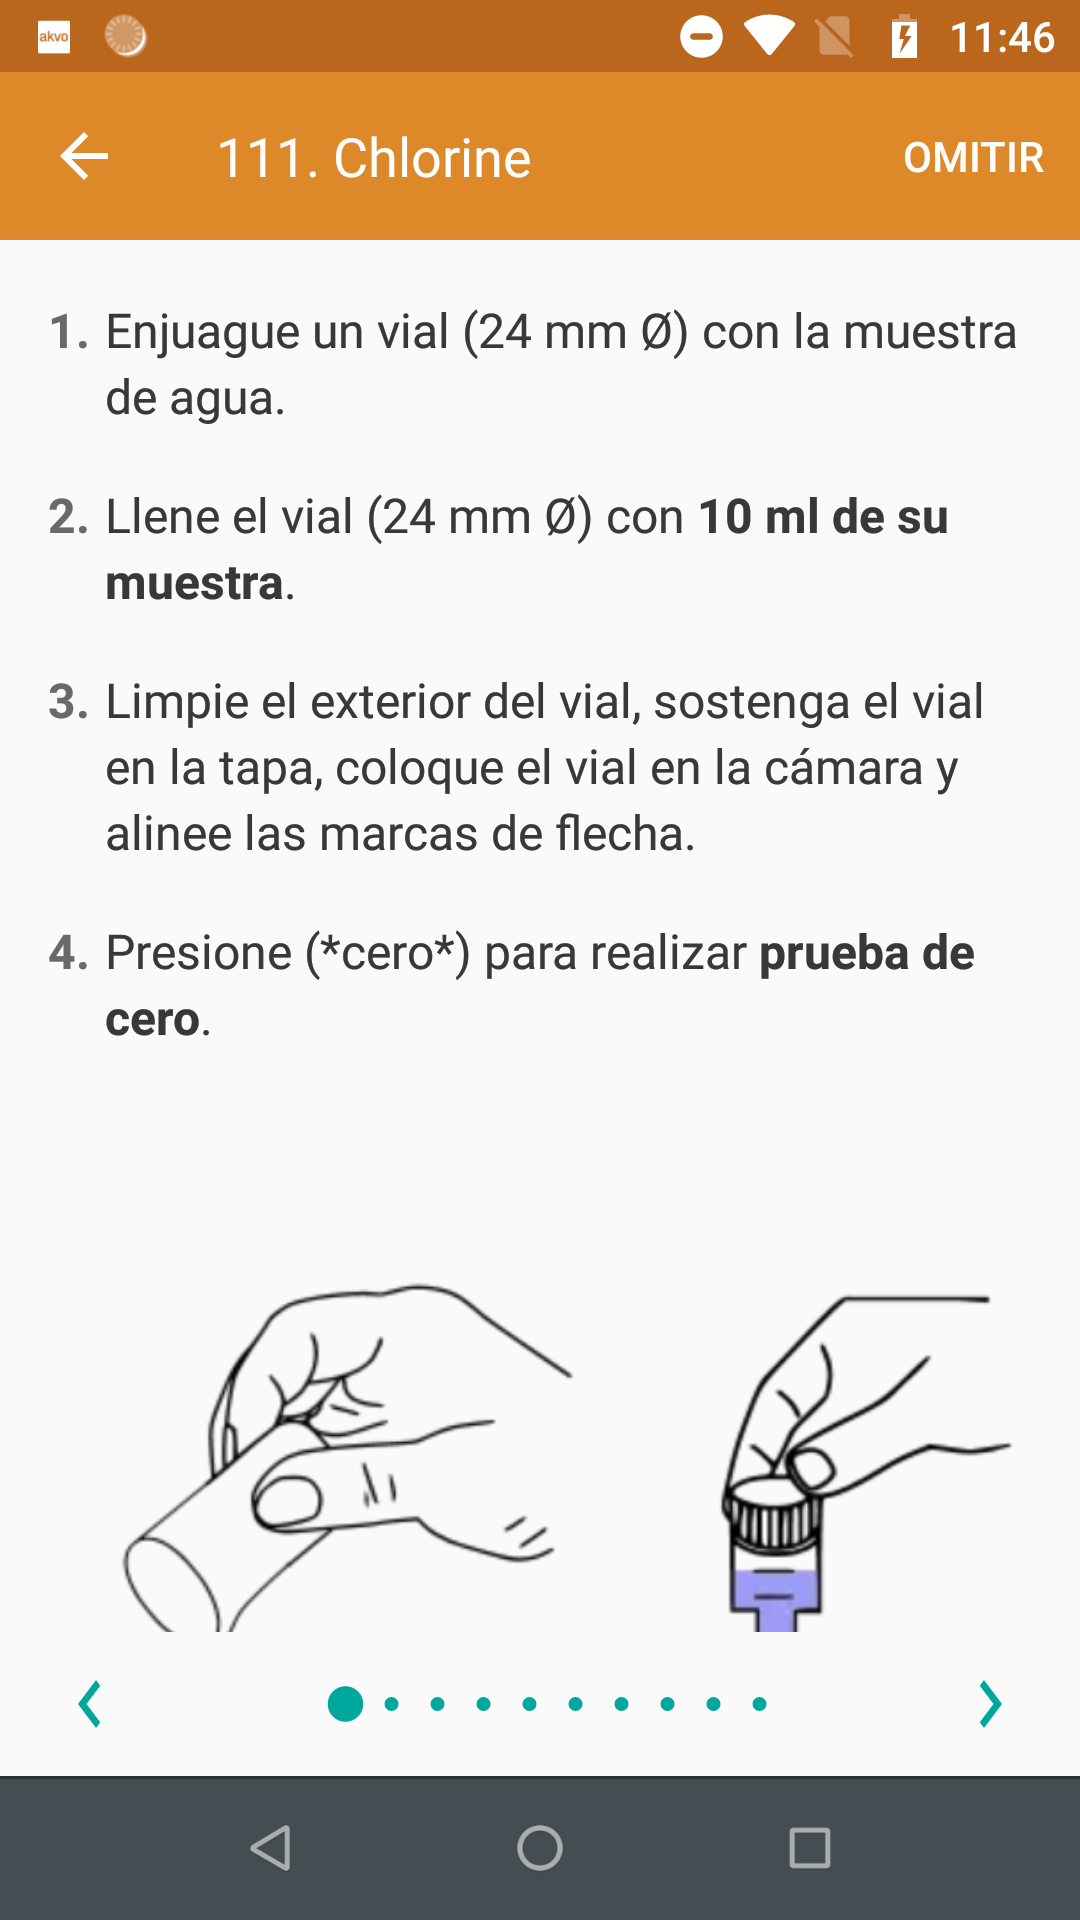 akvo
11:46
111. Chlorine
OMITIR
1. Enjuague un vial (24 mm Ø) con la muestra
de agua.
2. Llene el vial (24 mm Ø) con 10 ml de su
muestra.
3. Limpie el exterior del vial, sostenga el vial
en la tapa, coloque el vial en la cámara y
alinee las marcas de flecha.
4. Presione (*cero*) para realizar prueba de
cero.